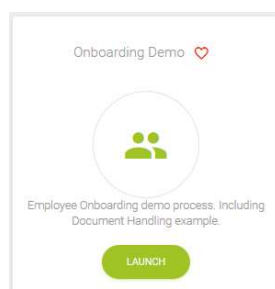 Onboarding Demo
Employee Onboarding demo process. Including
Document Handling example.
LAUNCH